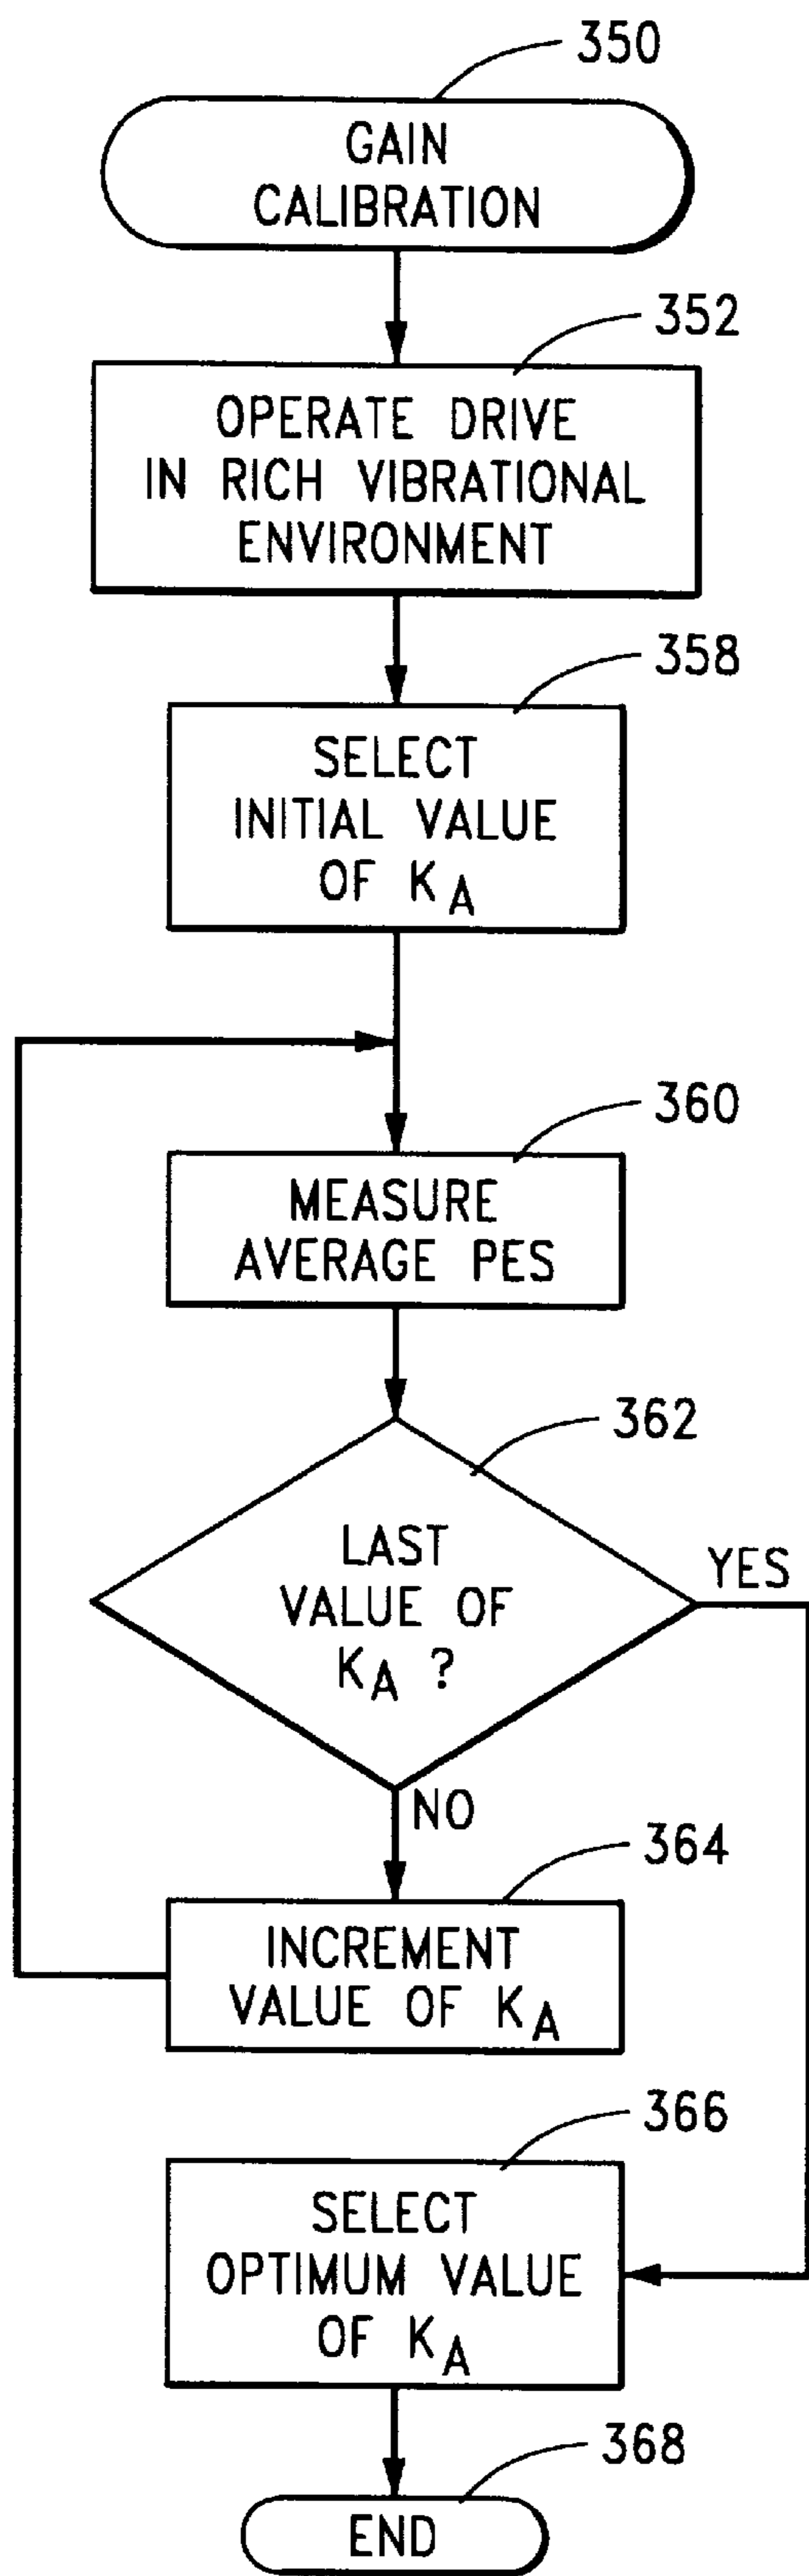 350
GAIN
CALIBRATION
352
OPERATE DRIVE
IN RICH VIBRATIONAL
ENVIRONMENT
358
SELECT
INITIAL VALUE
OF KA
360
MEASURE
AVERAGE PES
362
LAST
VALUE OF
KA ?
YES
NO
364
INCREMENT
VALUE OF KA
366
SELECT
OPTIMUM VALUE
OF KA
368
END